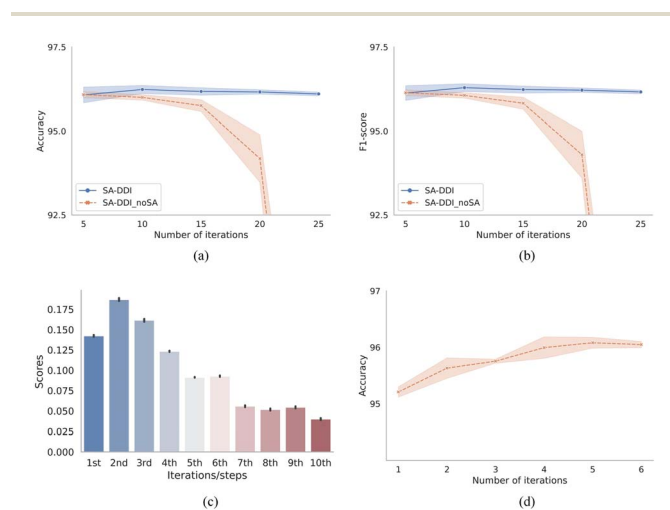 97.5
95.0
92.5
Accuracy
SA-DDI
SA-DDI_noSA
5 10 15 20 25
Number of iterations
(a)
97.5
95.0
92.5
F1-score
SA-DDI
SA-DDI_noSA
5 10 15 20 25
Number of iterations
(b)
0.175
0.150
0.125
0.100
0.075
0.050
0.025
0.000
Scores
1st 2nd 3rd 4th 5th 6th 7th 8th 9th 10th
Iterations/steps
(c)
97
96
95
Accuracy
1 2 3 4 5 6
Number of iterations
(d)